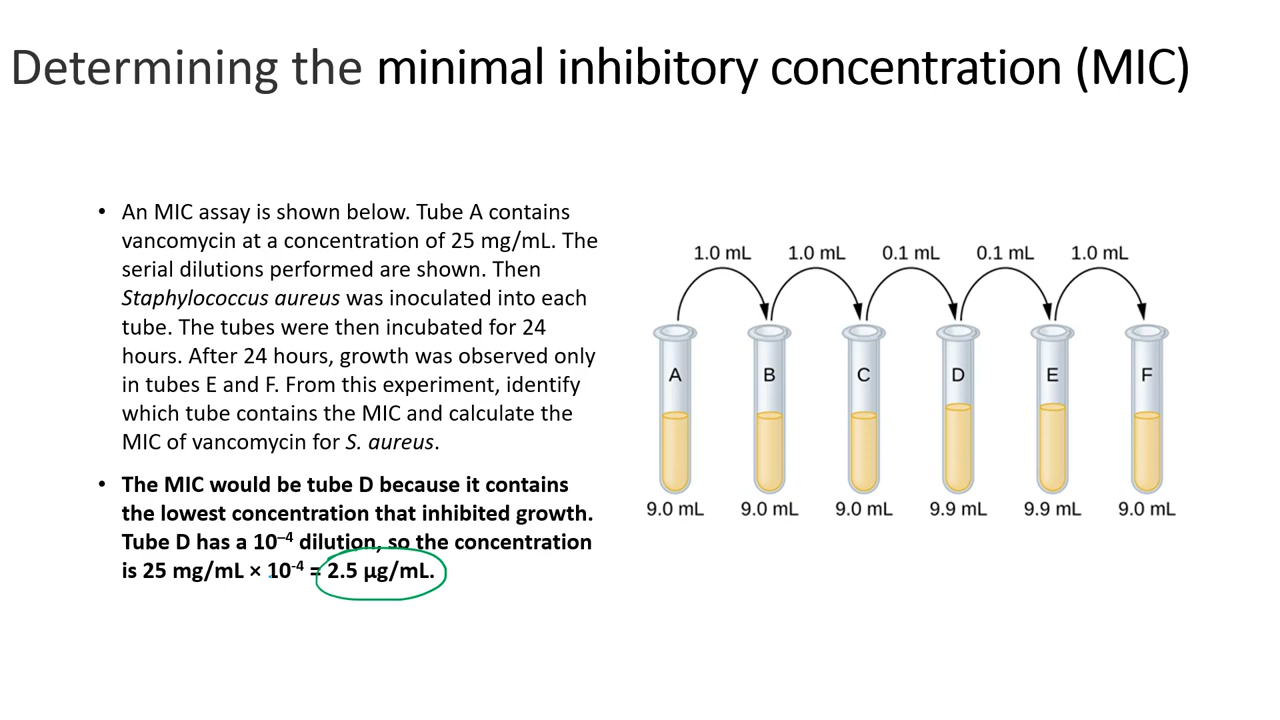 Determining the minimal inhibitory concentration (MIC)
• An MIC assay is shown below. Tube A contains
vancomycin at a concentration of 25 mg/mL. The
serial dilutions performed are shown. Then
Staphylococcus aureus was inoculated into each
tube. The tubes were then incubated for 24
hours. After 24 hours, growth was observed only
in tubes E and F. From this experiment, identify
which tube contains the MIC and calculate the
MIC of vancomycin for S. aureus.
• The MIC would be tube D because it contains
the lowest concentration that inhibited growth.
Tube D has a 10⁻⁴ dilution, so the concentration
is 25 mg/mL × 10⁻⁴ = 2.5 µg/mL.
1.0 mL 1.0 mL 0.1 mL 0.1 mL 1.0 mL
A B C D E F
9.0 mL 9.0 mL 9.0 mL 9.9 mL 9.9 mL 9.0 mL